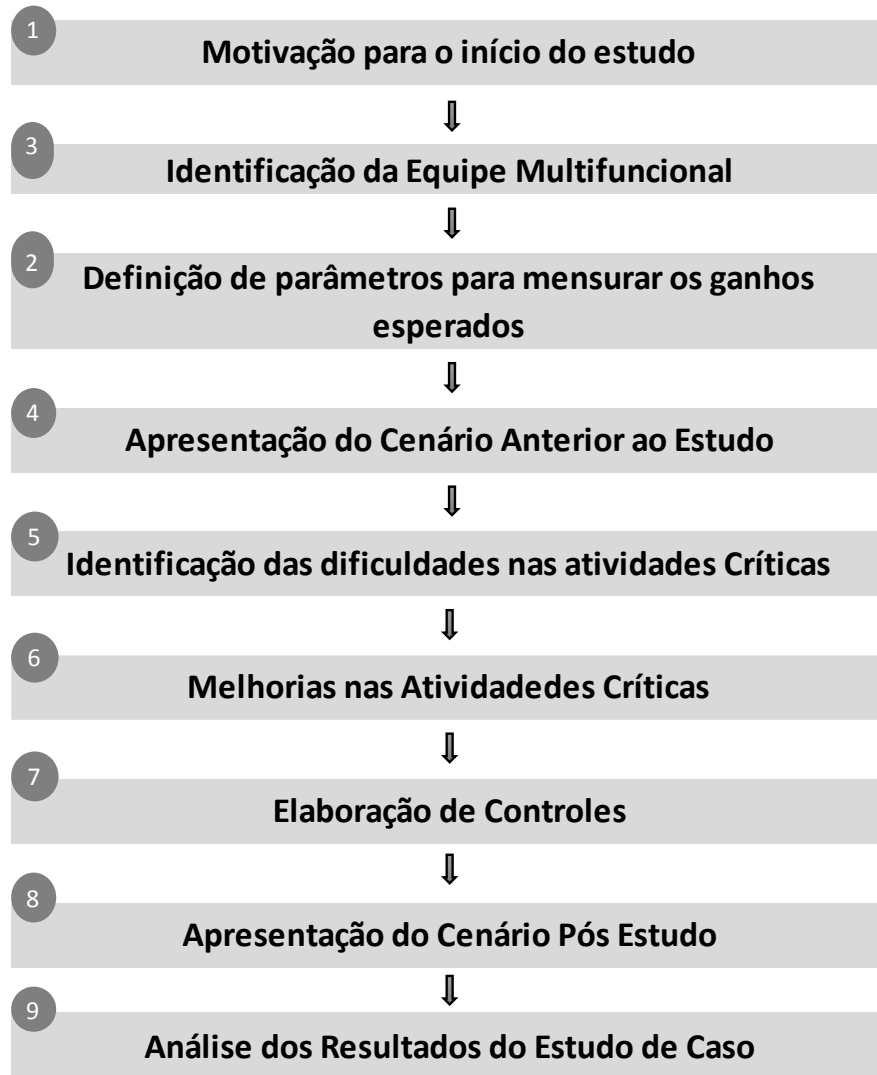 1
Motivação para o início do estudo
3
Identificação da Equipe Multifuncional
2
Definição de parâmetros para mensurar os ganhos
esperados
4
Apresentação do Cenário Anterior ao Estudo
5
Identificação das dificuldades nas atividades Críticas
6
Melhorias nas Atividadedes Críticas
7
Elaboração de Controles
8
Apresentação do Cenário Pós Estudo
9
Análise dos Resultados do Estudo de Caso